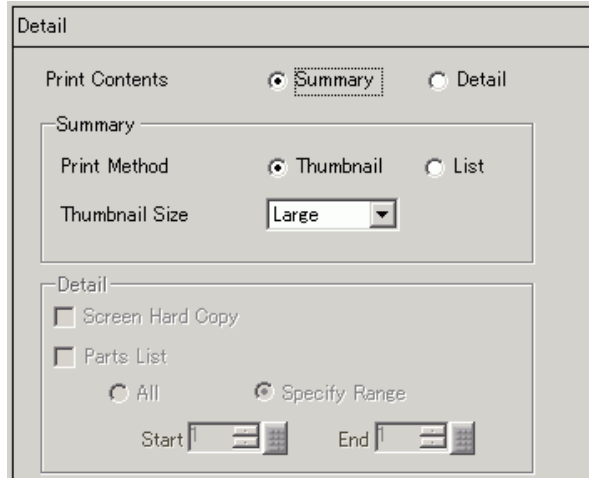 Detail
Print Contents Summary Detail
Summary
Print Method Thumbnail List
Thumbnail Size Large
Detail
Screen Hard Copy
Parts List
All Specify Range
Start 1 End 1